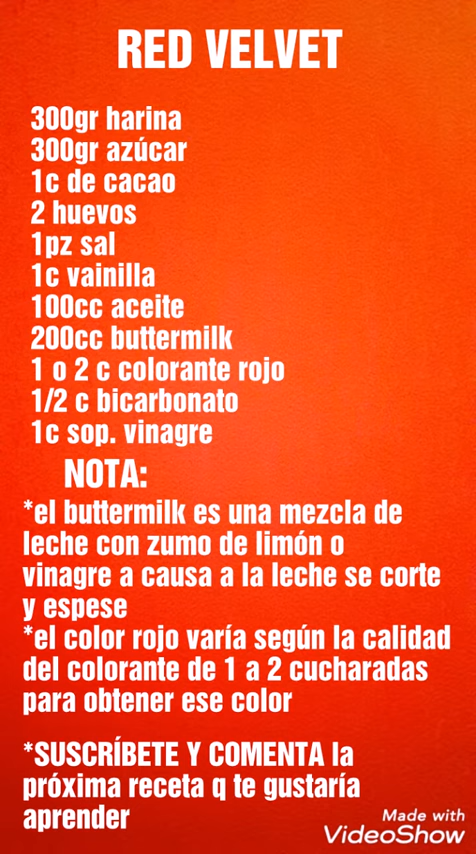 RED VELVET
300gr harina
300gr azúcar
1c de cacao
2 huevos
1pz sal
1c vainilla
100cc aceite
200cc buttermilk
1 o 2 c colorante rojo
1/2 c bicarbonato
1c sop. vinagre
NOTA:
*el buttermilk es una mezcla de
leche con zumo de limón o
vinagre a causa a la leche se corte
y espese
*el color rojo varía según la calidad
del colorante de 1 a 2 cucharadas
para obtener ese color
*SUSCRÍBETE Y COMENTA la
próxima receta q te gustaría
aprender
Made with
VideoShow